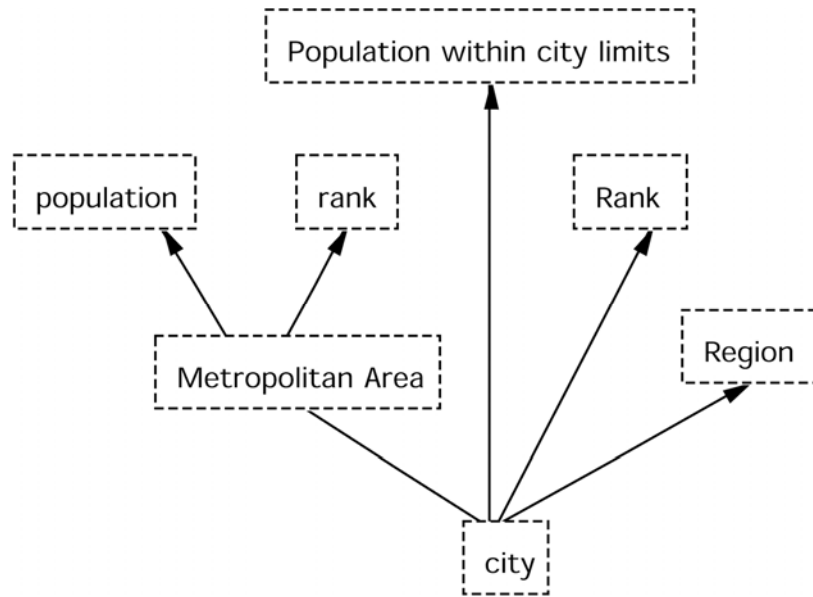 Population within city limits
population
rank
Rank
Region
Metropolitan Area
city